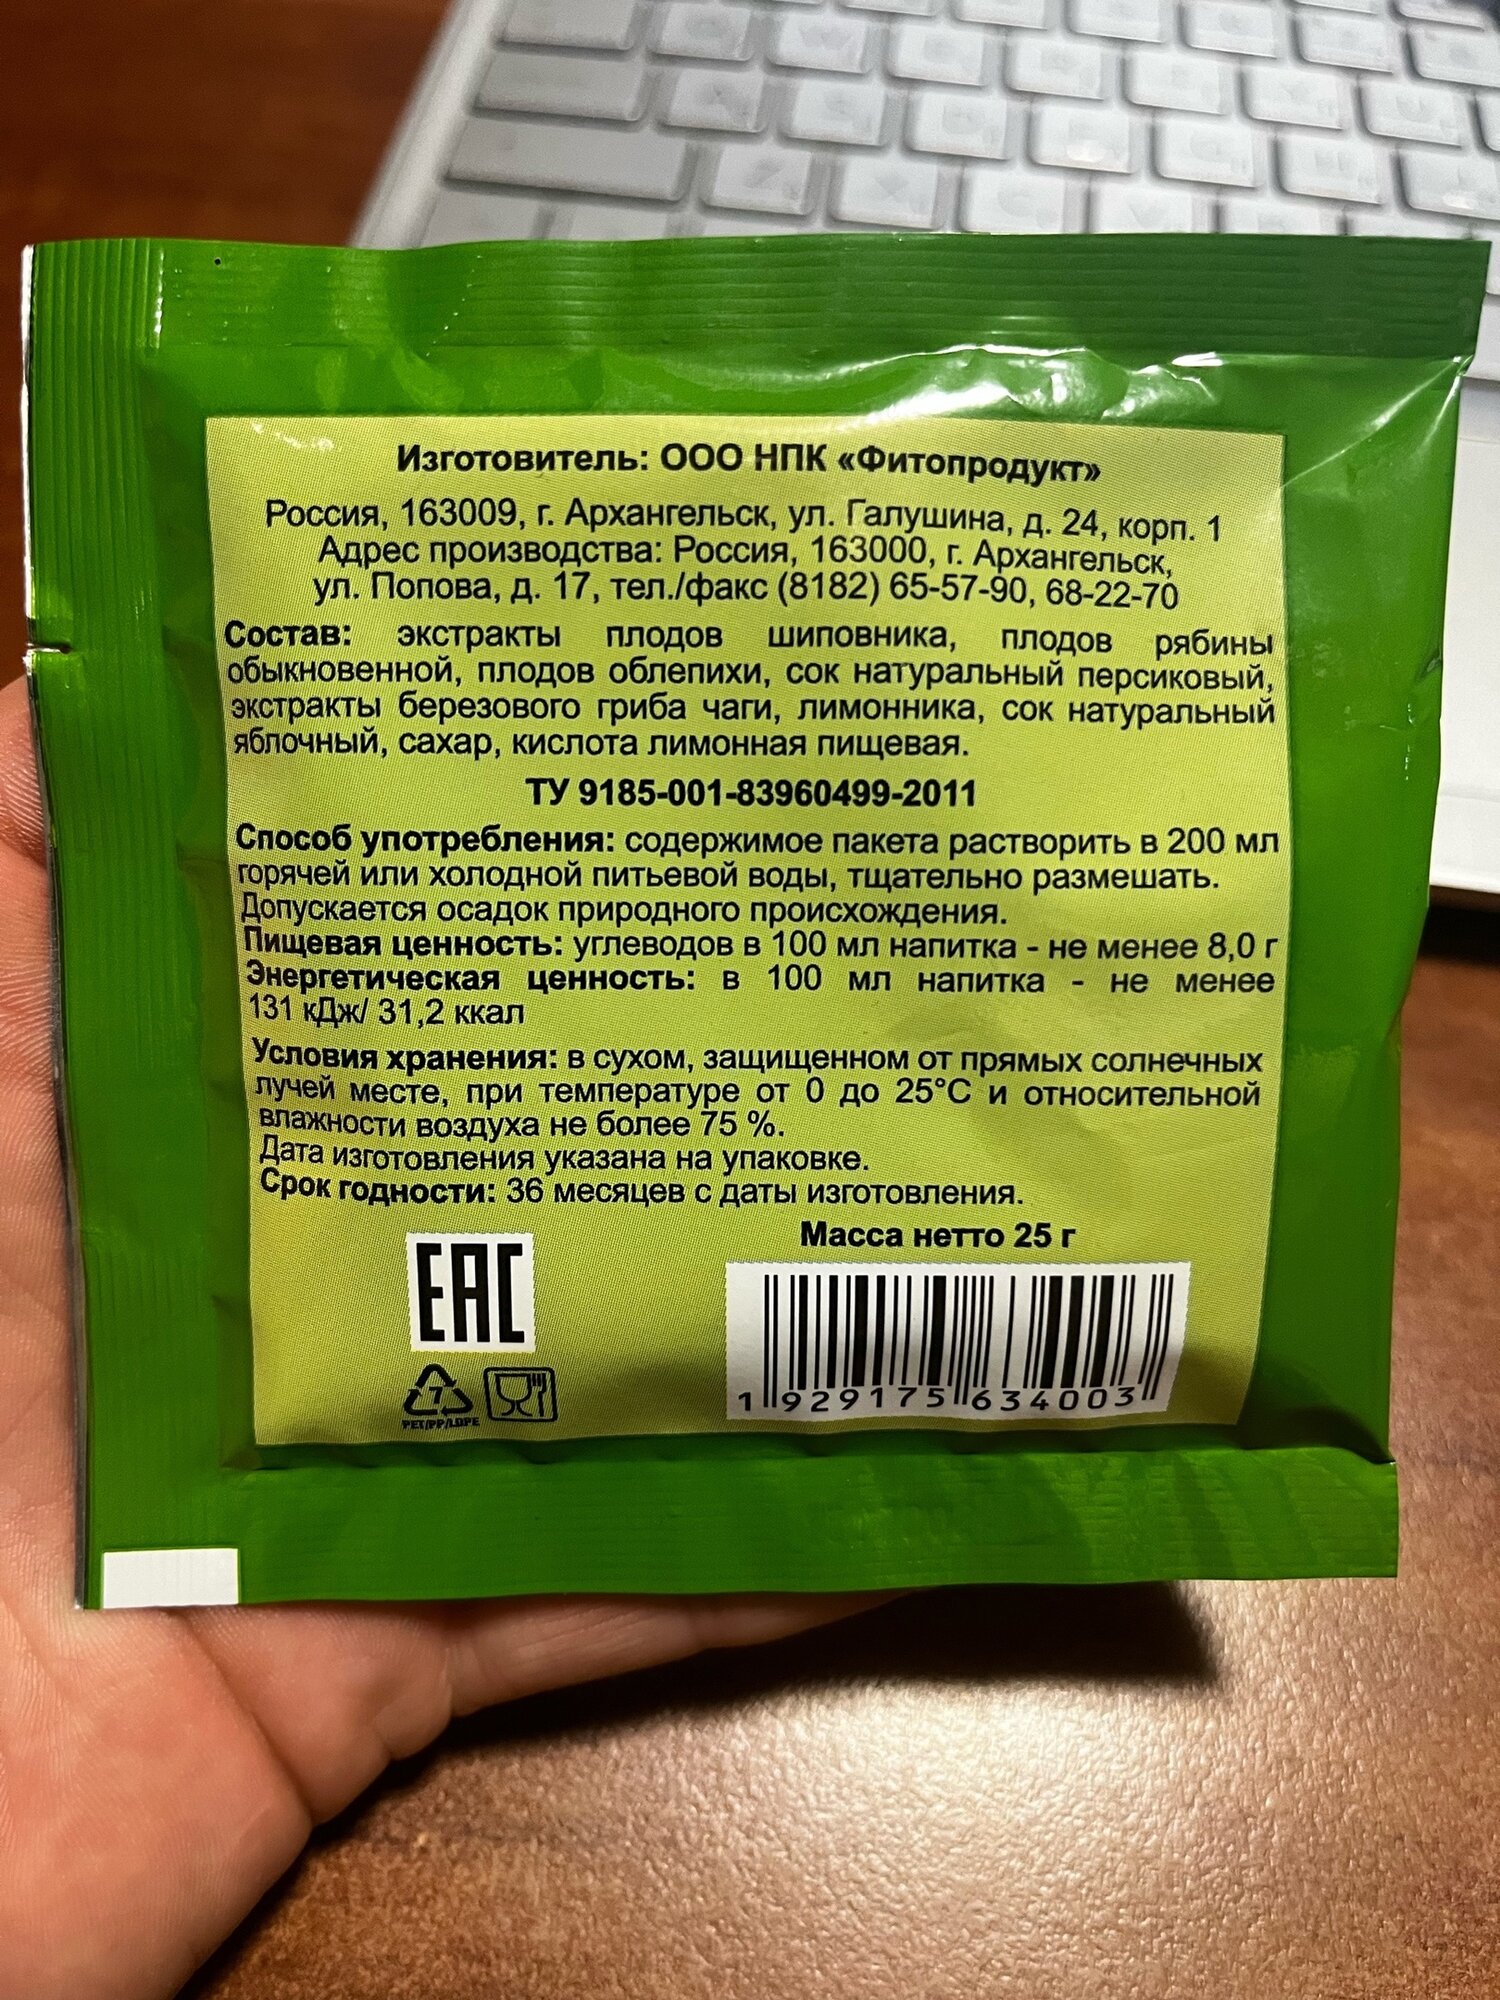 Изготовитель: ООО НПК «Фитопродукт»
Россия, 163009, г. Архангельск, ул. Галушина, д. 24, корп. 1
Адрес производства: Россия, 163000, г. Архангельск,
ул. Попова, д. 17, тел./факс (8182) 65-57-90, 68-22-70
Состав: экстракты плодов шиповника, плодов рябины
обыкновенной, плодов облепихи, сок натуральный персиковый,
экстракты березового гриба чаги, лимонника, сок натуральный
яблочный, сахар, кислота лимонная пищевая.
ТУ 9185-001-83960499-2011
Способ употребления: содержимое пакета растворить в 200 мл
горячей или холодной питьевой воды, тщательно размешать.
Допускается осадок природного происхождения.
Пищевая ценность: углеводов в 100 мл напитка - не менее 8,0 г
Энергетическая ценность: в 100 мл напитка - не менее
131 кДж/ 31,2 ккал
Условия хранения: в сухом, защищенном от прямых солнечных
лучей месте, при температуре от 0 до 25°С и относительной
влажности воздуха не более 75 %.
Дата изготовления указана на упаковке.
Срок годности: 36 месяцев с даты изготовления.
Масса нетто 25 г
EAC
7
PET/PP/LDPE
1 929175 634003